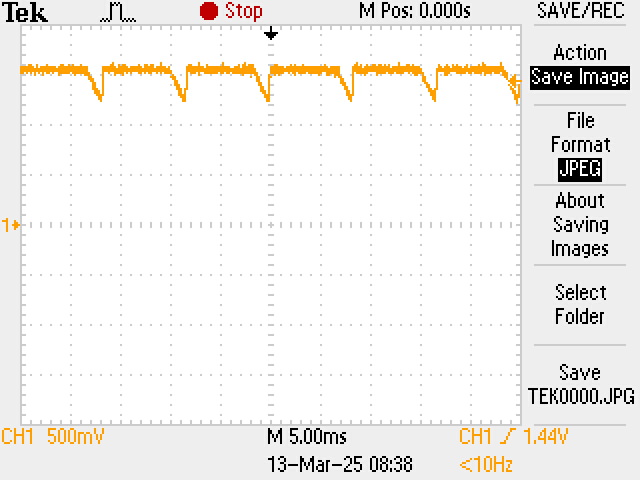 Tek
Stop
M Pos: 0.000s
SAVE/REC
Action
Save Image
File
Format
JPEG
About
Saving
Images
Select
Folder
Save
TEK0000.JPG
1
CH1 500mV
M 5.00ms
CH1 1.44V
13-Mar-25 08:38
<10Hz